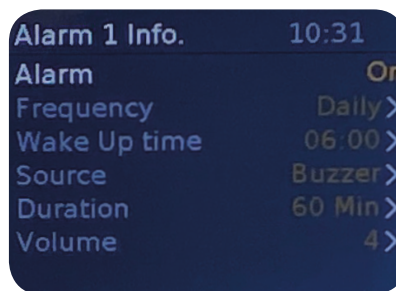 Alarm 1 Info. 10:31
Alarm On
Frequency Daily >
Wake Up time 06:00 >
Source Buzzer >
Duration 60 Min >
Volume 4 >